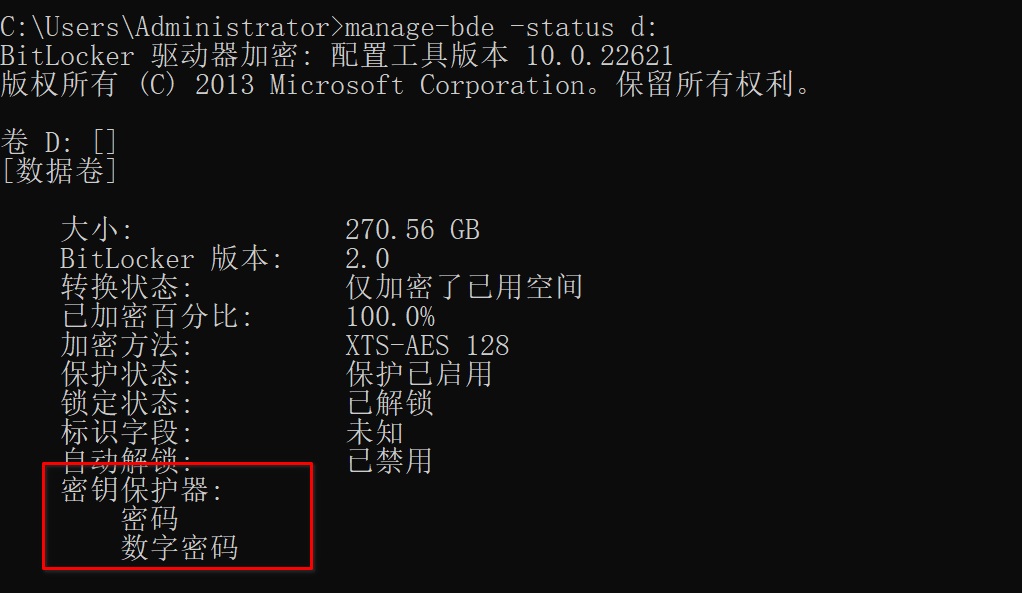 C:\Users\Administrator>manage-bde -status d:
BitLocker 驱动器加密: 配置工具版本 10.0.22621
版权所有 (C) 2013 Microsoft Corporation。保留所有权利。
卷 D: []
[数据卷]
大小: 270.56 GB
BitLocker 版本: 2.0
转换状态: 仅加密了已用空间
已加密百分比: 100.0%
加密方法: XTS-AES 128
保护状态: 保护已启用
锁定状态: 已解锁
标识字段: 未知
自动解锁: 已禁用
密钥保护器:
密码
数字密码